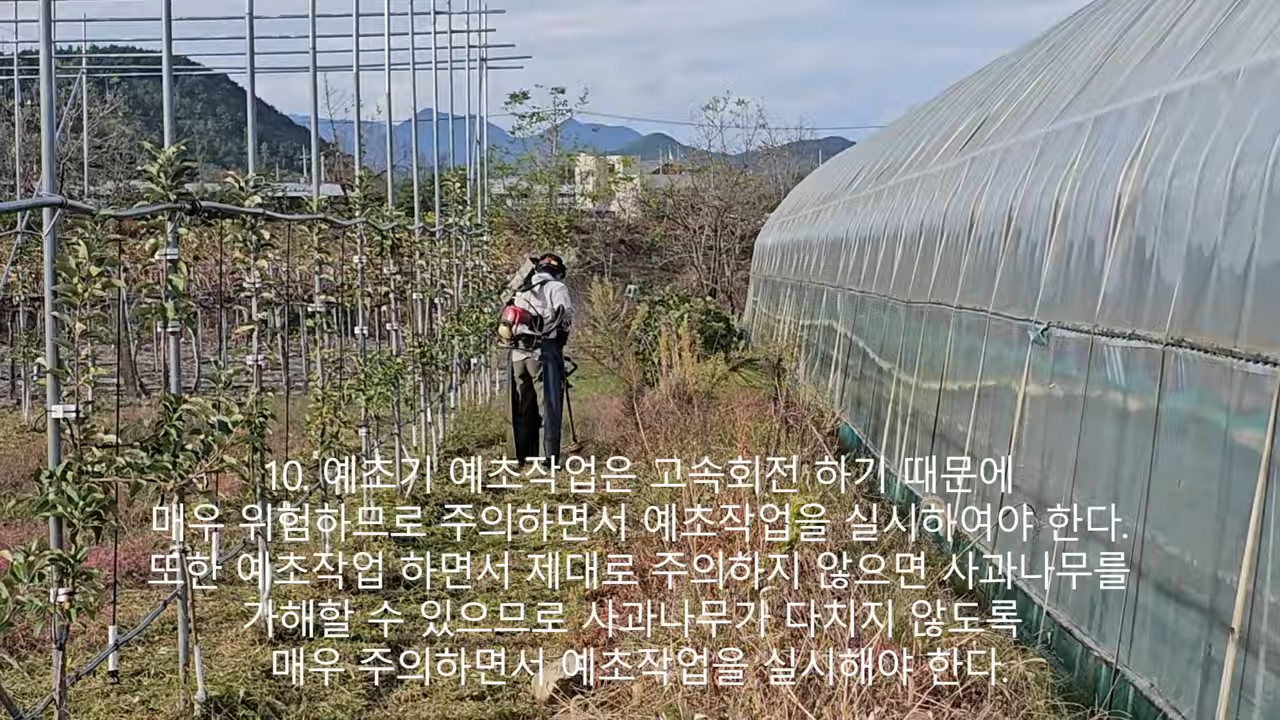 10. 예초기 예초작업은 고속회전 하기 때문에
매우 위험하므로 주의하면서 예초작업을 실시하여야 한다.
또한 예초작업 하면서 제대로 주의하지 않으면 사과나무를
가해할 수 있으므로 사과나무가 다치지 않도록
매우 주의하면서 예초작업을 실시해야 한다.